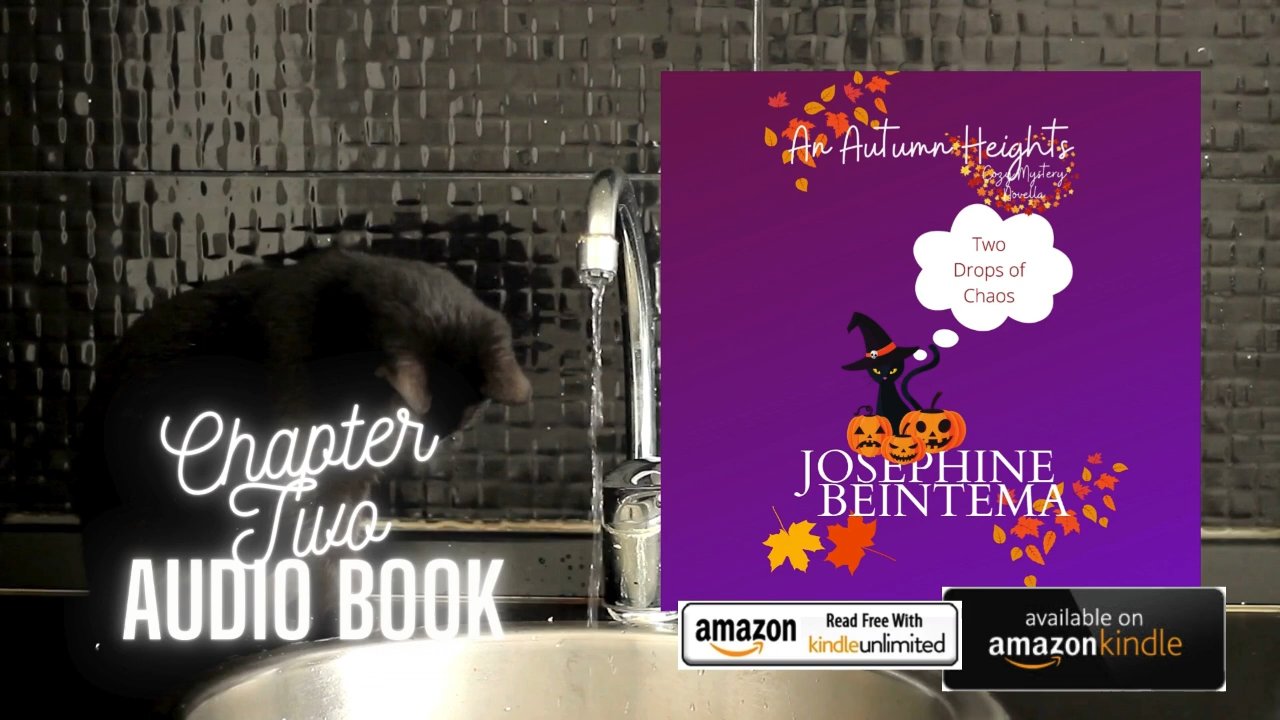 An Autumn Heights
Cozy Mystery
Novella
Two
Drops of
Chaos
JOSEPHINE
BEINTEMA
Chapter
Two
AUDIO BOOK
amazon
Read Free With
kindleunlimited
available on
amazonkindle